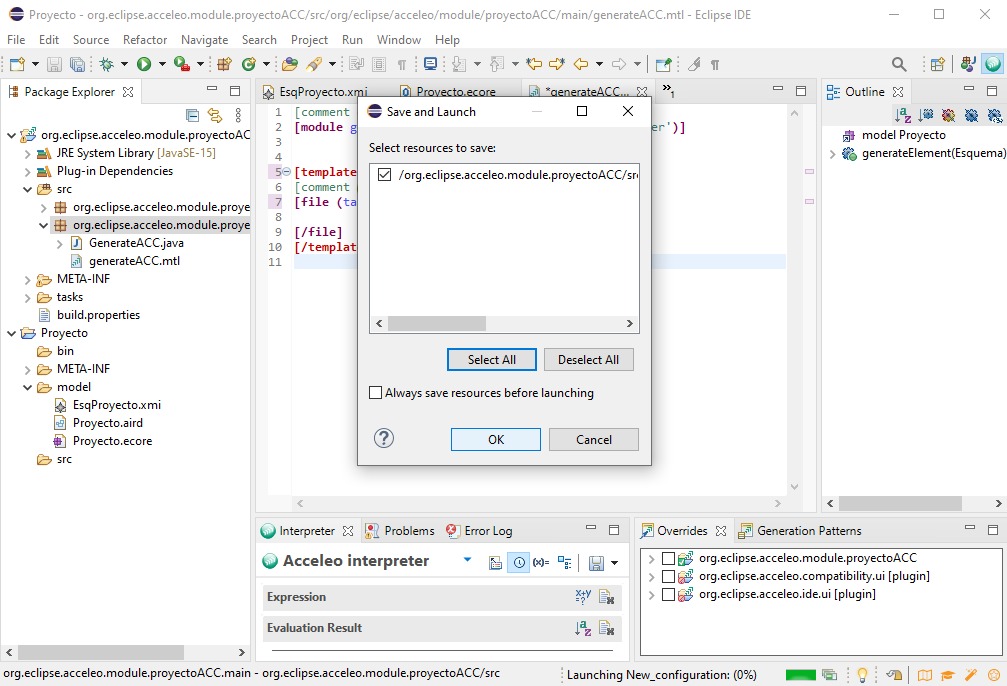 Proyecto - org.eclipse.acceleo.module.proyectoACC/src/org/eclipse/acceleo/module/proyectoACC/main/generateACC.mtl - Eclipse IDE
File Edit Source Refactor Navigate Search Project Run Window Help
Package Explorer
org.eclipse.acceleo.module.proyectoAC
JRE System Library [JavaSE-15]
Plug-in Dependencies
src
org.eclipse.acceleo.module.proye
org.eclipse.acceleo.module.proye
GenerateACC.java
generateACC.mtl
META-INF
tasks
build.properties
Proyecto
bin
META-INF
model
EsqProyecto.xmi
Proyecto.aird
Proyecto.ecore
src
EsqProyecto.xmi Proyecto.ecore *generateACC... »1
1 [comment
2 [module g er')]
3
4
5 [template
6 [comment
7 [file (ta
8
9 [/file]
10 [/templat
11
Save and Launch
Select resources to save:
/org.eclipse.acceleo.module.proyectoACC/sr
Select All Deselect All
Always save resources before launching
? OK Cancel
Outline
model Proyecto
generateElement(Esquema)
Interpreter Problems Error Log
Acceleo interpreter
(x)=
Expression
Evaluation Result
Overrides Generation Patterns
org.eclipse.acceleo.module.proyectoACC
org.eclipse.acceleo.compatibility.ui [plugin]
org.eclipse.acceleo.ide.ui [plugin]
org.eclipse.acceleo.module.proyectoACC.main - org.eclipse.acceleo.module.proyectoACC/src Launching New_configuration: (0%)